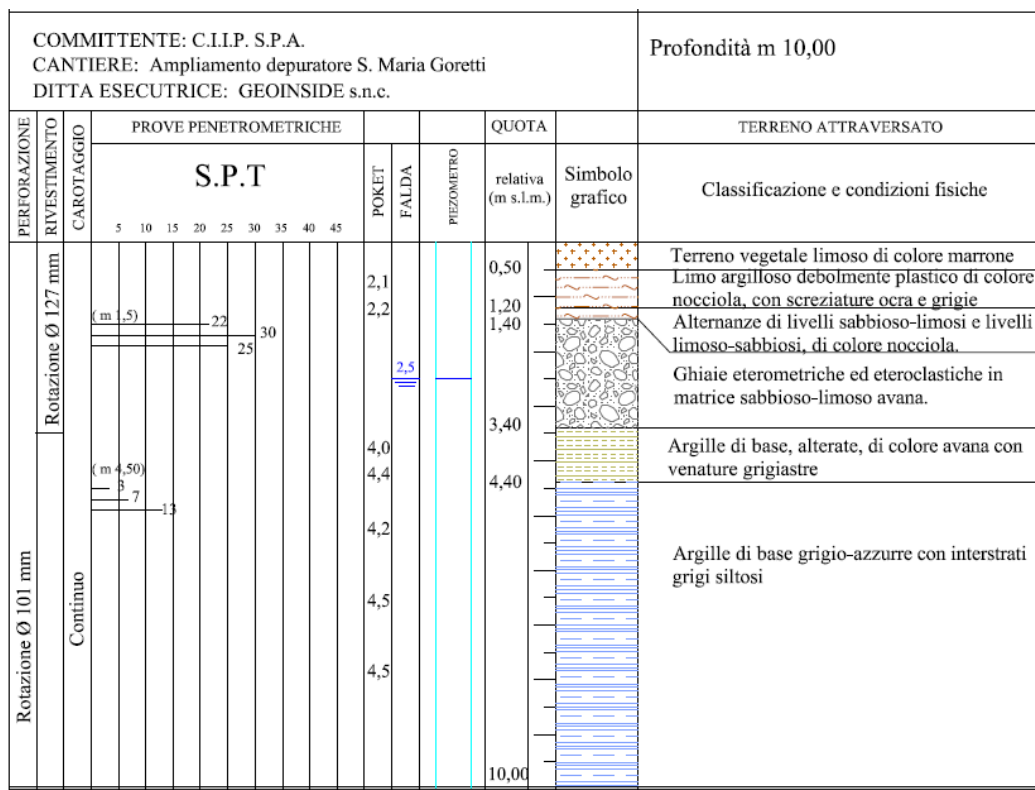 COMMITTENTE: C.I.I.P. S.P.A.
CANTIERE: Ampliamento depuratore S. Maria Goretti
DITTA ESECUTRICE: GEOINSIDE s.n.c.
Profondità m 10,00
PERFORAZIONE
RIVESTIMENTO
CAROTAGGIO
PROVE PENETROMETRICHE
S.P.T
5 10 15 20 25 30 35 40 45
POKET
FALDA
PIEZOMETRO
QUOTA
relativa
(m s.l.m.)
Simbolo
grafico
TERRENO ATTRAVERSATO
Classificazione e condizioni fisiche
Rotazione Ø 101 mm
Rotazione Ø 127 mm
Continuo
( m 1,5)
22
30
25
( m 4,50)
3
7
13
2,1
2,2
4,0
4,4
4,2
4,5
4,5
2,5
0,50
1,20
1,40
3,40
4,40
10,00
Terreno vegetale limoso di colore marrone
Limo argilloso debolmente plastico di colore
nocciola, con screziature ocra e grigie
Alternanze di livelli sabbioso-limosi e livelli
limoso-sabbiosi, di colore nocciola.
Ghiaie eterometriche ed eteroclastiche in
matrice sabbioso-limoso avana.
Argille di base, alterate, di colore avana con
venature grigiastre
Argille di base grigio-azzurre con interstrati
grigi siltosi